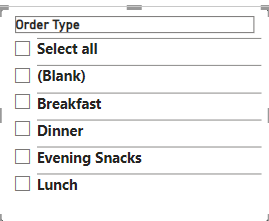 Order Type
Select all
(Blank)
Breakfast
Dinner
Evening Snacks
Lunch